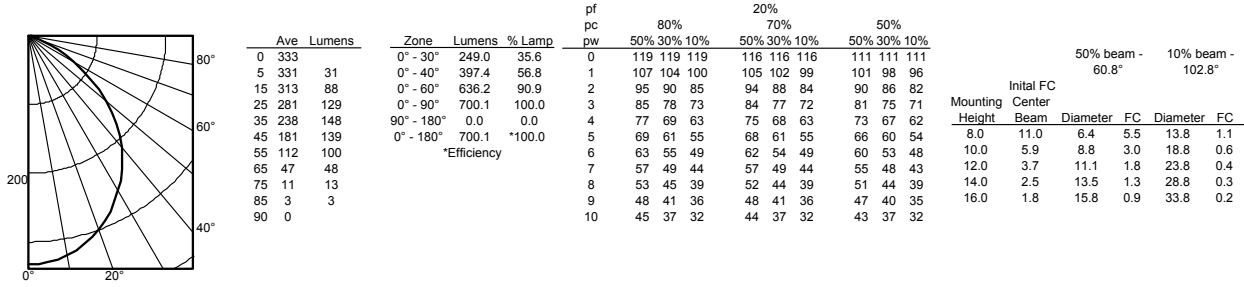 80°
60°
40°
20°
0°
200
Ave Lumens
0 333
5 331 31
15 313 88
25 281 129
35 238 148
45 181 139
55 112 100
65 47 48
75 11 13
85 3 3
90 0
Zone Lumens % Lamp
0° - 30° 249.0 35.6
0° - 40° 397.4 56.8
0° - 60° 636.2 90.9
0° - 90° 700.1 100.0
90° - 180° 0.0 0.0
0° - 180° 700.1 *100.0
*Efficiency
pf 20%
pc 80% 70% 50%
pw 50% 30% 10% 50% 30% 10% 50% 30% 10%
0 119 119 119 116 116 116 111 111 111
1 107 104 100 105 102 99 101 98 96
2 95 90 85 94 88 84 90 86 82
3 85 78 73 84 77 72 81 75 71
4 77 69 63 75 68 63 73 67 62
5 69 61 55 68 61 55 66 60 54
6 63 55 49 62 54 49 60 53 48
7 57 49 44 57 49 44 55 48 43
8 53 45 39 52 44 39 51 44 39
9 48 41 36 48 41 36 47 40 35
10 45 37 32 44 37 32 43 37 32
50% beam - 10% beam -
60.8° 102.8°
Inital FC
Mounting Center
Height Beam Diameter FC Diameter FC
8.0 11.0 6.4 5.5 13.8 1.1
10.0 5.9 8.8 3.0 18.8 0.6
12.0 3.7 11.1 1.8 23.8 0.4
14.0 2.5 13.5 1.3 28.8 0.3
16.0 1.8 15.8 0.9 33.8 0.2